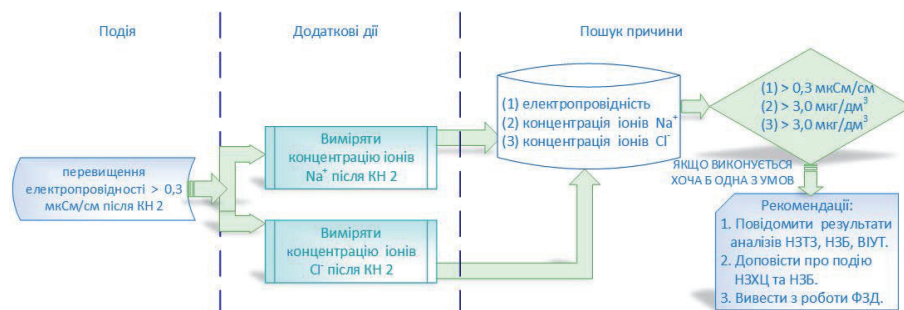 Подія
Додаткові дії
Пошук причини
перевищення
електропровідності > 0,3
мкСм/см після КН 2
Виміряти
концентрацію іонів
Na⁺ після КН 2
Виміряти
концентрацію іонів
Cl⁻ після КН 2
(1) електропровідність
(2) концентрація іонів Na⁺
(3) концентрація іонів Cl⁻
(1) > 0,3 мкСм/см
(2) > 3,0 мкг/дм³
(3) > 3,0 мкг/дм³
ЯКЩО ВИКОНУЄТЬСЯ
ХОЧА Б ОДНА З УМОВ
Рекомендації:
1. Повідомити результати
аналізів НЗТЗ, НЗБ, ВІУТ.
2. Доповісти про подію
НЗХЦ та НЗБ.
3. Вивести з роботи ФЗД.